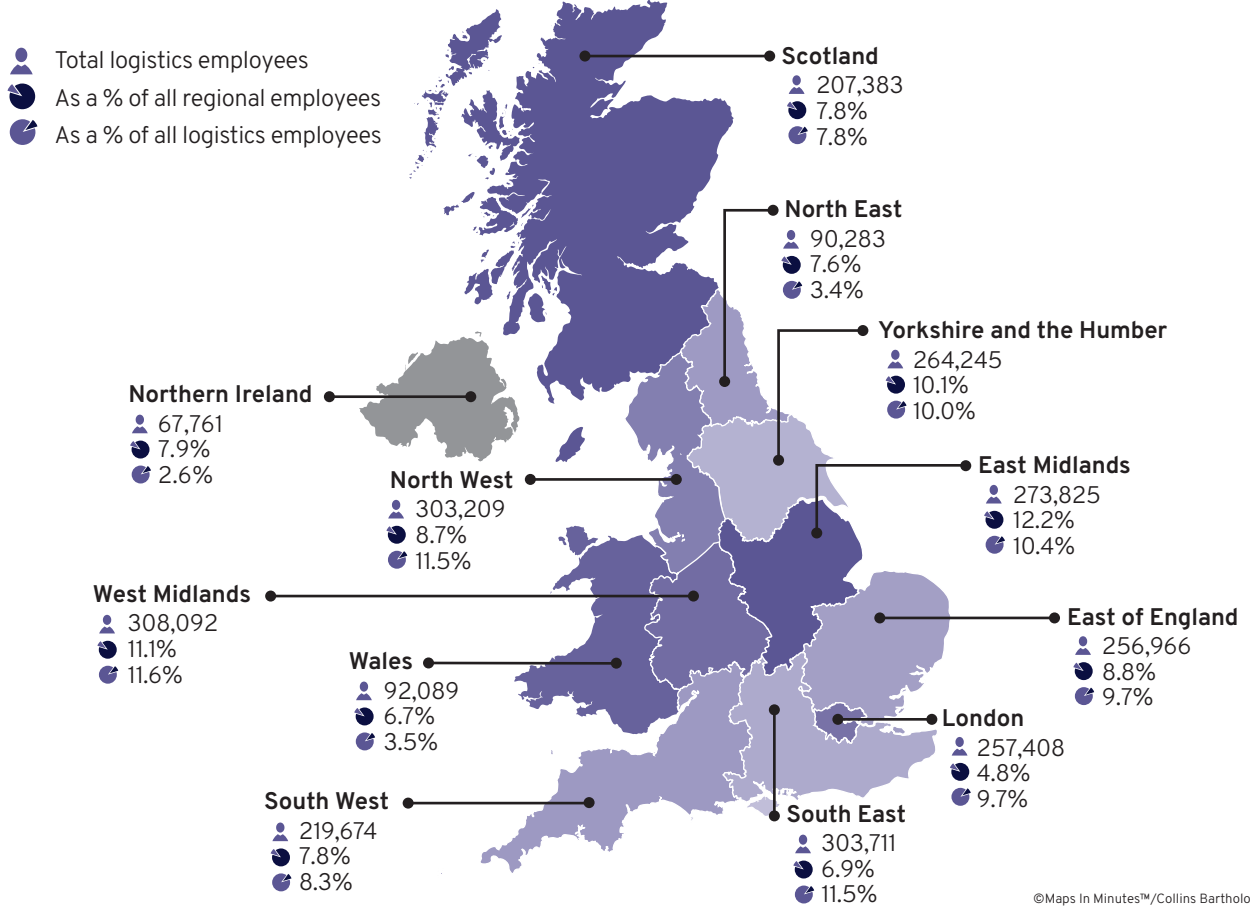 Total logistics employees
As a % of all regional employees
As a % of all logistics employees
Scotland
207,383
7.8%
7.8%
North East
90,283
7.6%
3.4%
Yorkshire and the Humber
264,245
10.1%
10.0%
Northern Ireland
67,761
7.9%
2.6%
East Midlands
273,825
12.2%
10.4%
North West
303,209
8.7%
11.5%
West Midlands
308,092
11.1%
11.6%
East of England
256,966
8.8%
9.7%
Wales
92,089
6.7%
3.5%
London
257,408
4.8%
9.7%
South West
219,674
7.8%
8.3%
South East
303,711
6.9%
11.5%
©Maps In Minutes™/Collins Bartholo